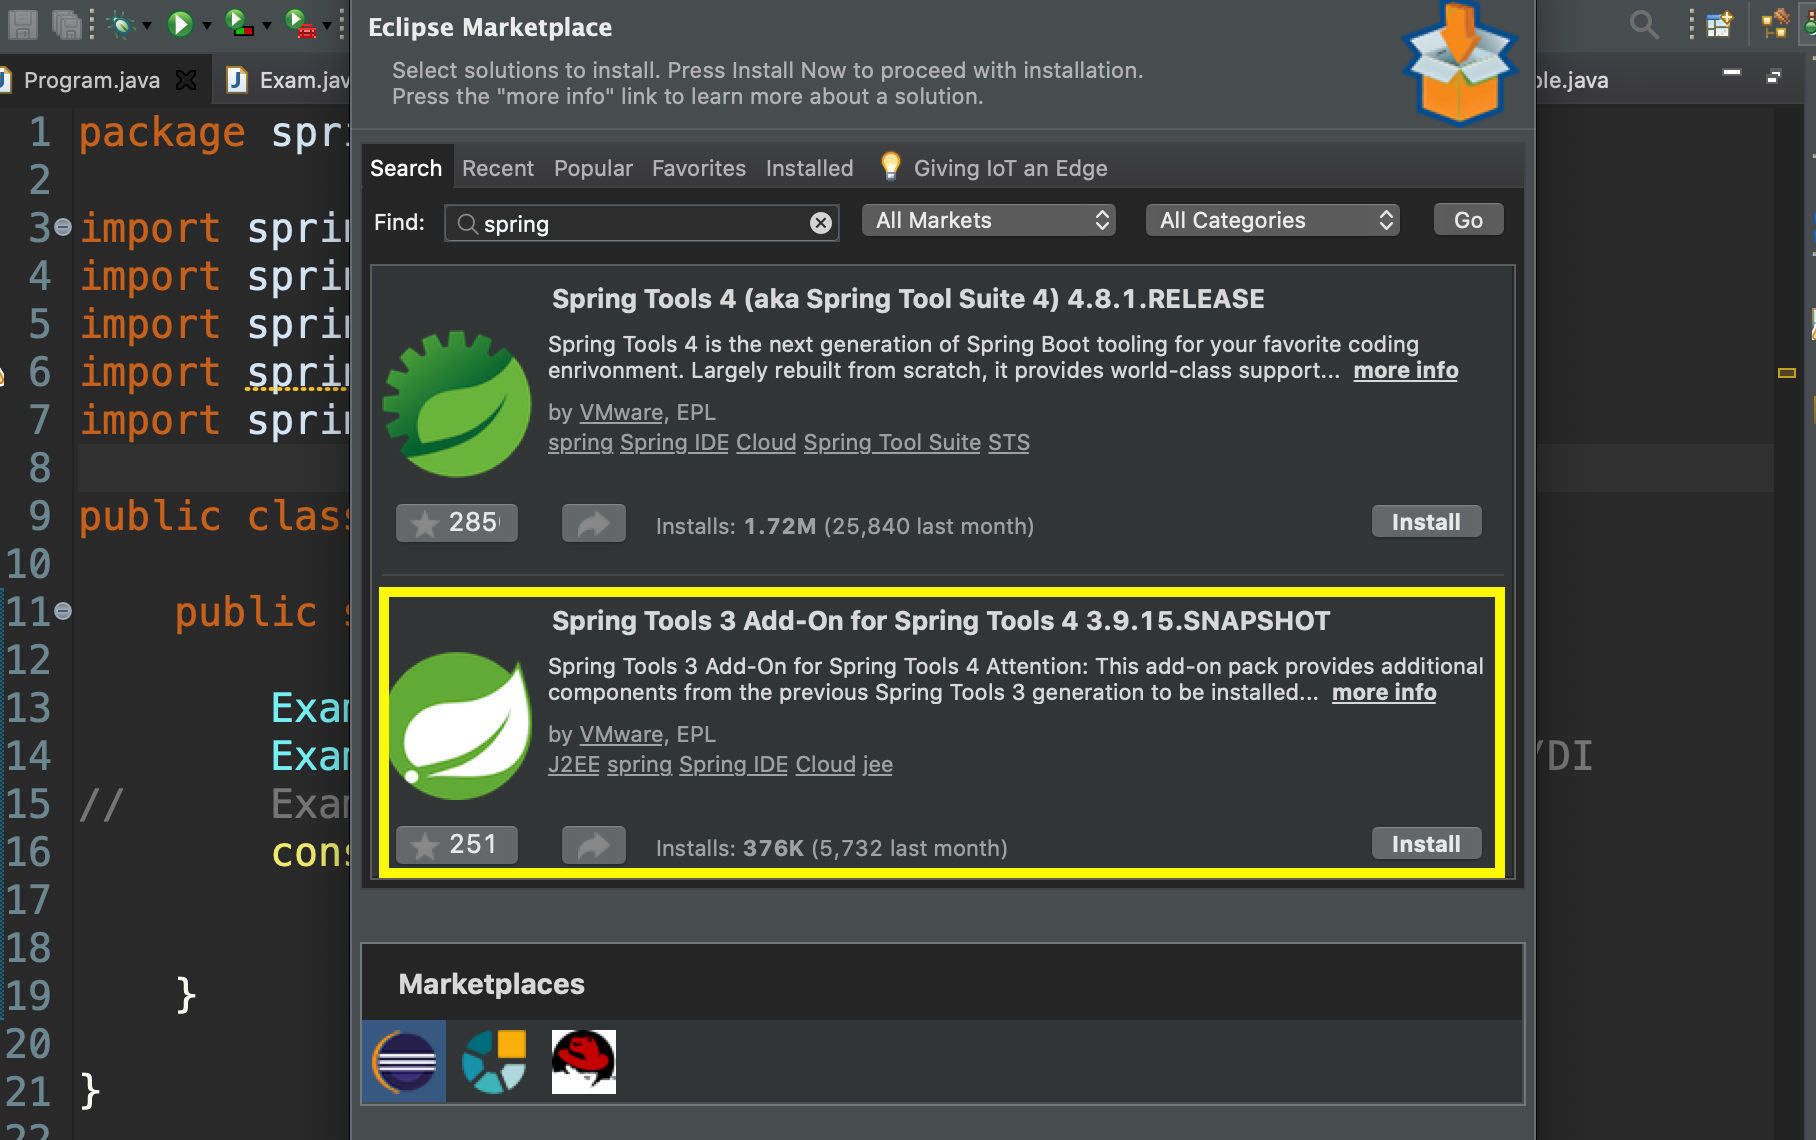 Eclipse Marketplace
Select solutions to install. Press Install Now to proceed with installation.
Press the "more info" link to learn more about a solution.
Program.java
Exam.jav
le.java
Search Recent Popular Favorites Installed Giving IoT an Edge
Find: spring All Markets All Categories Go
Spring Tools 4 (aka Spring Tool Suite 4) 4.8.1.RELEASE
Spring Tools 4 is the next generation of Spring Boot tooling for your favorite coding
enrivonment. Largely rebuilt from scratch, it provides world-class support... more info
by VMware, EPL
spring Spring IDE Cloud Spring Tool Suite STS
285 Installs: 1.72M (25,840 last month) Install
Spring Tools 3 Add-On for Spring Tools 4 3.9.15.SNAPSHOT
Spring Tools 3 Add-On for Spring Tools 4 Attention: This add-on pack provides additional
components from the previous Spring Tools 3 generation to be installed... more info
by VMware, EPL
J2EE spring Spring IDE Cloud jee
251 Installs: 376K (5,732 last month) Install
Marketplaces
1 package spri
2
3 import sprin
4 import sprin
5 import sprin
6 import sprin
7 import sprin
8
9 public class
10
11 public s
12
13 Exam
14 Exam /DI
15 // Exam
16 cons
17
18
19 }
20
21 }
22